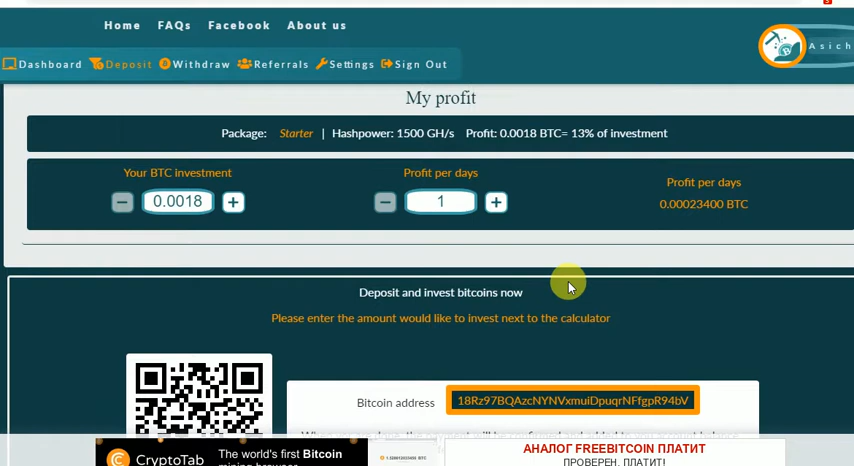 Home FAQs Facebook About us
Asich
Dashboard Deposit Withdraw Referrals Settings Sign Out
My profit
Package: Starter | Hashpower: 1500 GH/s Profit: 0.0018 BTC= 13% of investment
Your BTC investment
Profit per days
Profit per days
− 0.0018 +
− 1 +
0.00023400 BTC
Deposit and invest bitcoins now
Please enter the amount would like to invest next to the calculator
Bitcoin address 18Rz97BQAzcNYNVxmuiDpuqrNFfgpR94bV
CryptoTab
The world's first Bitcoin
АНАЛОГ FREEBITCOIN ПЛАТИТ
ПРОВЕРЕН, ПЛАТИТ!